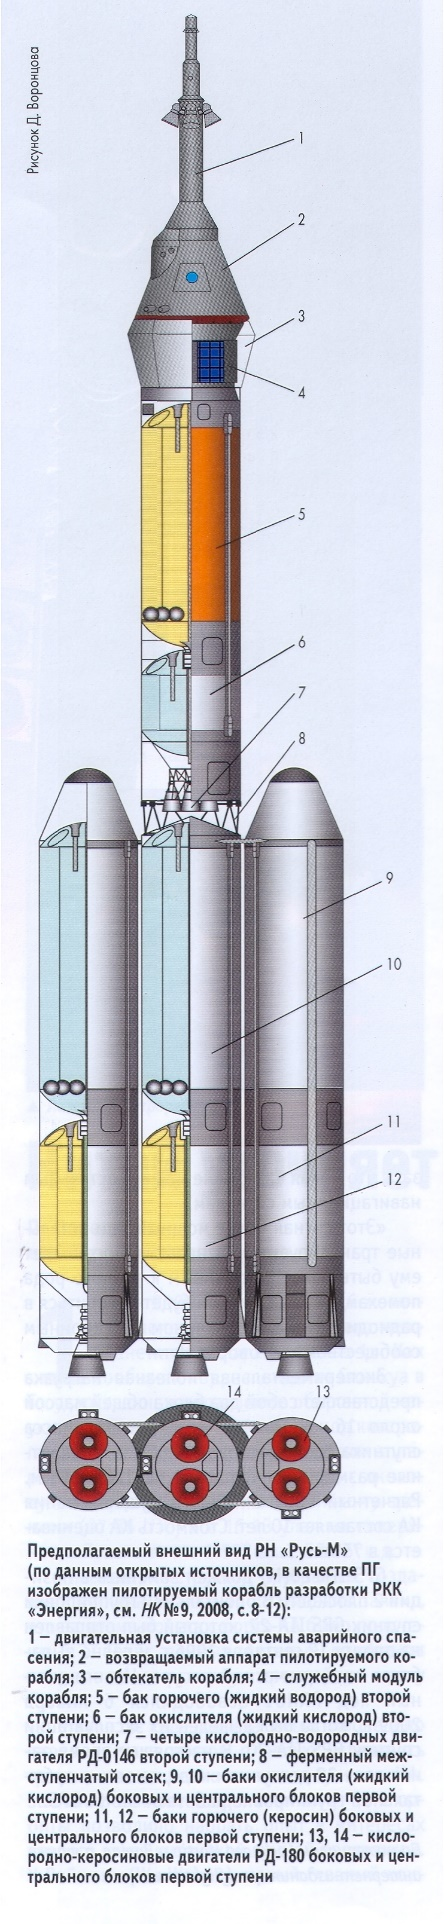 Рисунок Д. Воронцова
1
2
3
4
5
6
7
8
9
10
11
12
14
13
Предполагаемый внешний вид РН «Русь-М»
(по данным открытых источников, в качестве ПГ
изображен пилотируемый корабль разработки РКК
«Энергия», см. НК №9, 2008, с.8-12):
1 – двигательная установка системы аварийного спа-
сения; 2 – возвращаемый аппарат пилотируемого ко-
рабля; 3 – обтекатель корабля; 4 – служебный модуль
корабля; 5 – бак горючего (жидкий водород) второй
ступени; 6 – бак окислителя (жидкий кислород) вто-
рой ступени; 7 – четыре кислородно-водородных дви-
гателя РД-0146 второй ступени; 8 – ферменный меж-
ступенчатый отсек; 9, 10 – баки окислителя (жидкий
кислород) боковых и центрального блоков первой
ступени; 11, 12 – баки горючего (керосин) боковых и
центрального блоков первой ступени; 13, 14 – кисло-
родно-керосиновые двигатели РД-180 боковых и цен-
трального блоков первой ступени